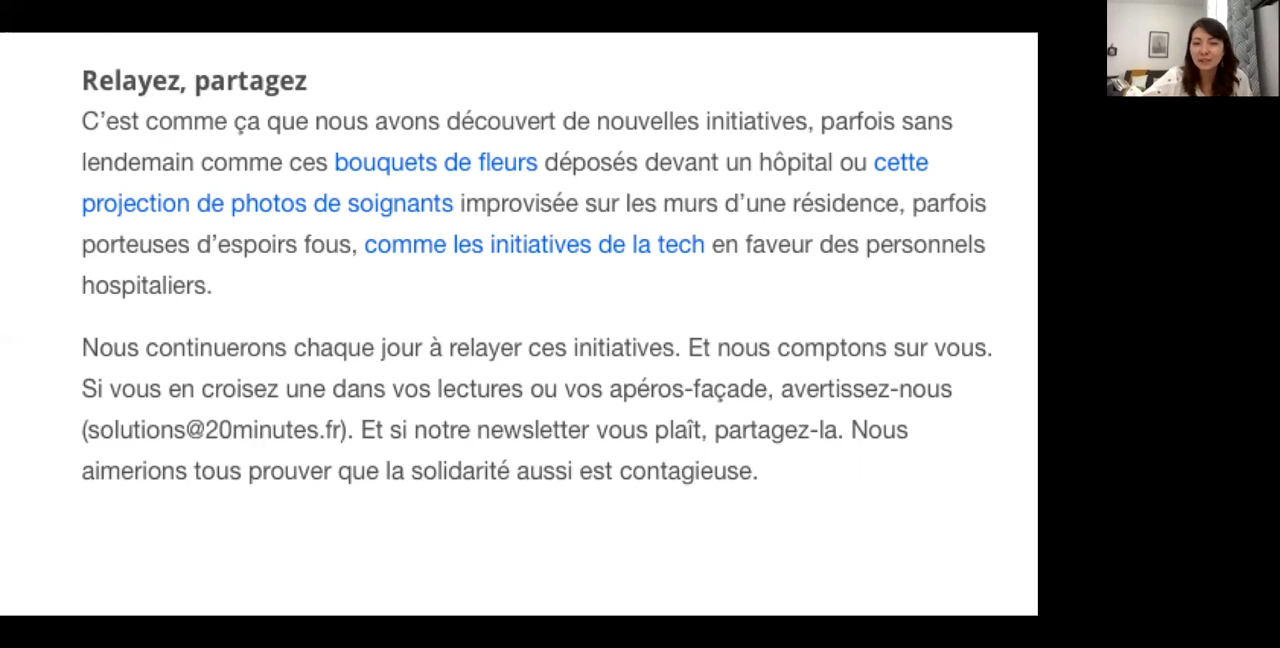 Relayez, partagez
C’est comme ça que nous avons découvert de nouvelles initiatives, parfois sans
lendemain comme ces bouquets de fleurs déposés devant un hôpital ou cette
projection de photos de soignants improvisée sur les murs d’une résidence, parfois
porteuses d’espoirs fous, comme les initiatives de la tech en faveur des personnels
hospitaliers.
Nous continuerons chaque jour à relayer ces initiatives. Et nous comptons sur vous.
Si vous en croisez une dans vos lectures ou vos apéros-façade, avertissez-nous
(solutions@20minutes.fr). Et si notre newsletter vous plaît, partagez-la. Nous
aimerions tous prouver que la solidarité aussi est contagieuse.